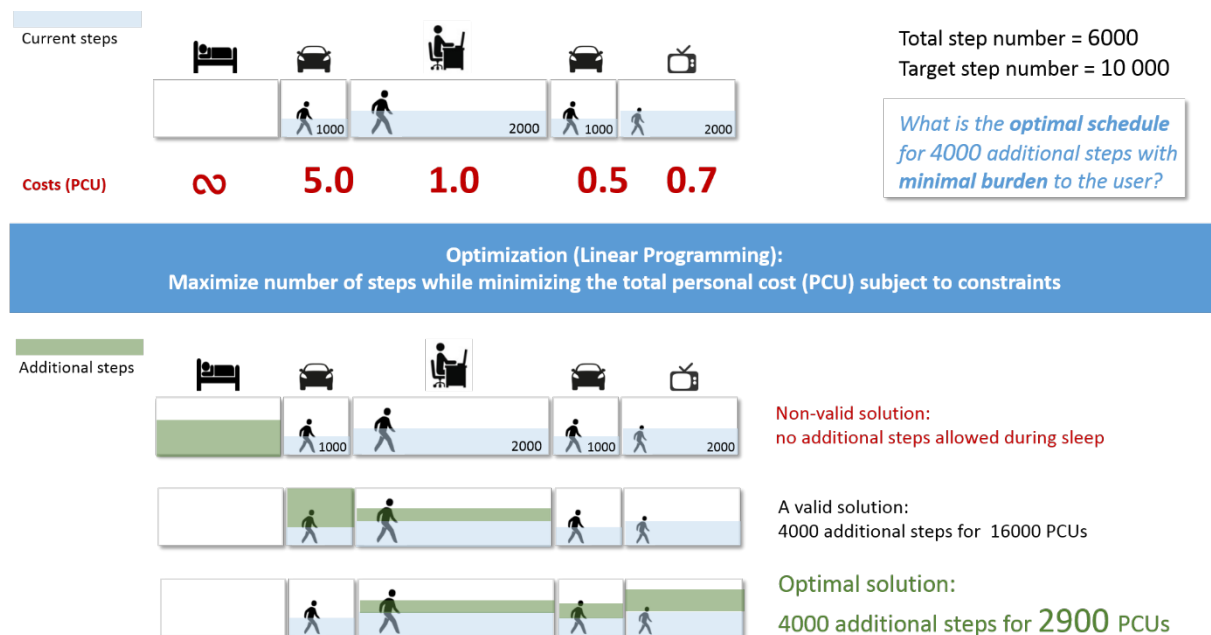 Current steps
Total step number = 6000
Target step number = 10 000
1000
2000
1000
2000
What is the optimal schedule
for 4000 additional steps with
minimal burden to the user?
Costs (PCU)
∞
5.0
1.0
0.5
0.7
Optimization (Linear Programming):
Maximize number of steps while minimizing the total personal cost (PCU) subject to constraints
Additional steps
1000
2000
1000
2000
Non-valid solution:
no additional steps allowed during sleep
A valid solution:
4000 additional steps for 16000 PCUs
Optimal solution:
4000 additional steps for 2900 PCUs